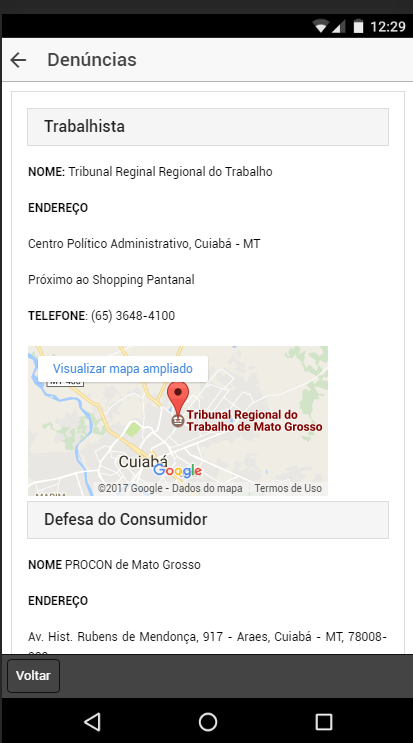 12:29
Denúncias
Trabalhista
NOME: Tribunal Reginal Regional do Trabalho
ENDEREÇO
Centro Político Administrativo, Cuiabá - MT
Próximo ao Shopping Pantanal
TELEFONE: (65) 3648-4100
Visualizar mapa ampliado
Tribunal Regional do
Trabalho de Mato Grosso
Cuiabá
Google
©2017 Google - Dados do mapa Termos de Uso
Defesa do Consumidor
NOME PROCON de Mato Grosso
ENDEREÇO
Av. Hist. Rubens de Mendonça, 917 - Araes, Cuiabá - MT, 78008-
Voltar